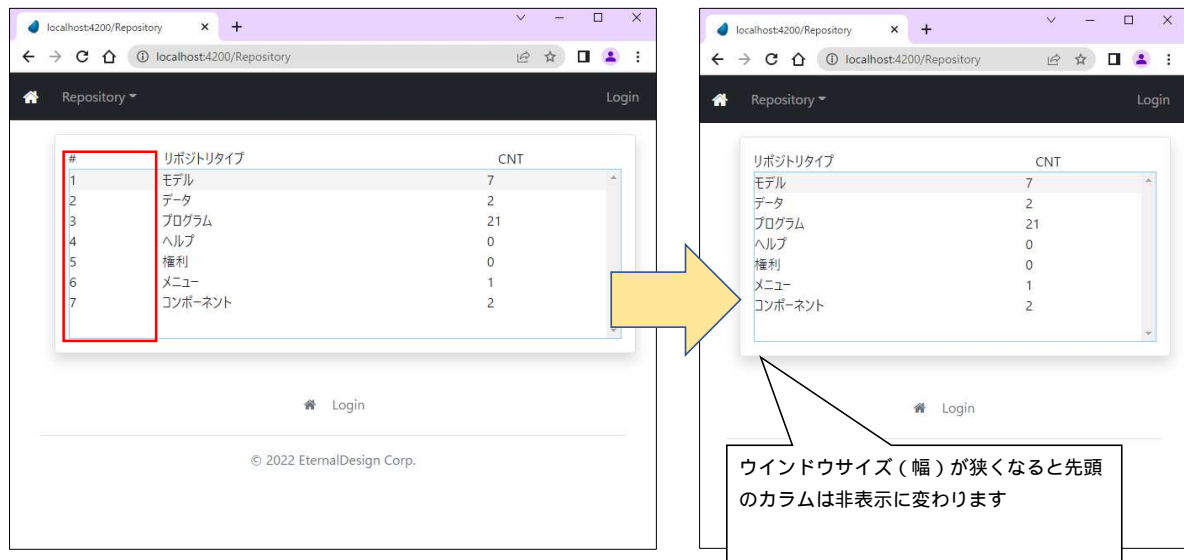 localhost:4200/Repository
localhost:4200/Repository
Repository
Login
# リポジトリタイプ CNT
1 モデル 7
2 データ 2
3 プログラム 21
4 ヘルプ 0
5 権利 0
6 メニュー 1
7 コンポーネント 2
Login
© 2022 EternalDesign Corp.
localhost:4200/Repository
localhost:4200/Repository
Repository
Login
リポジトリタイプ CNT
モデル 7
データ 2
プログラム 21
ヘルプ 0
権利 0
メニュー 1
コンポーネント 2
Login
ウインドウサイズ(幅)が狭くなると先頭
のカラムは非表示に変わります